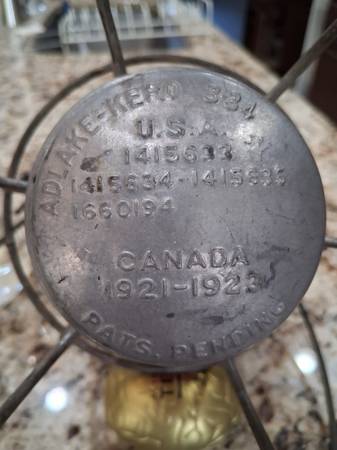 ADLAKE-KERO 334
U.S.A.
1415633
1415634-1415635
1660194
CANADA
1921-1923
PATS. PENDING